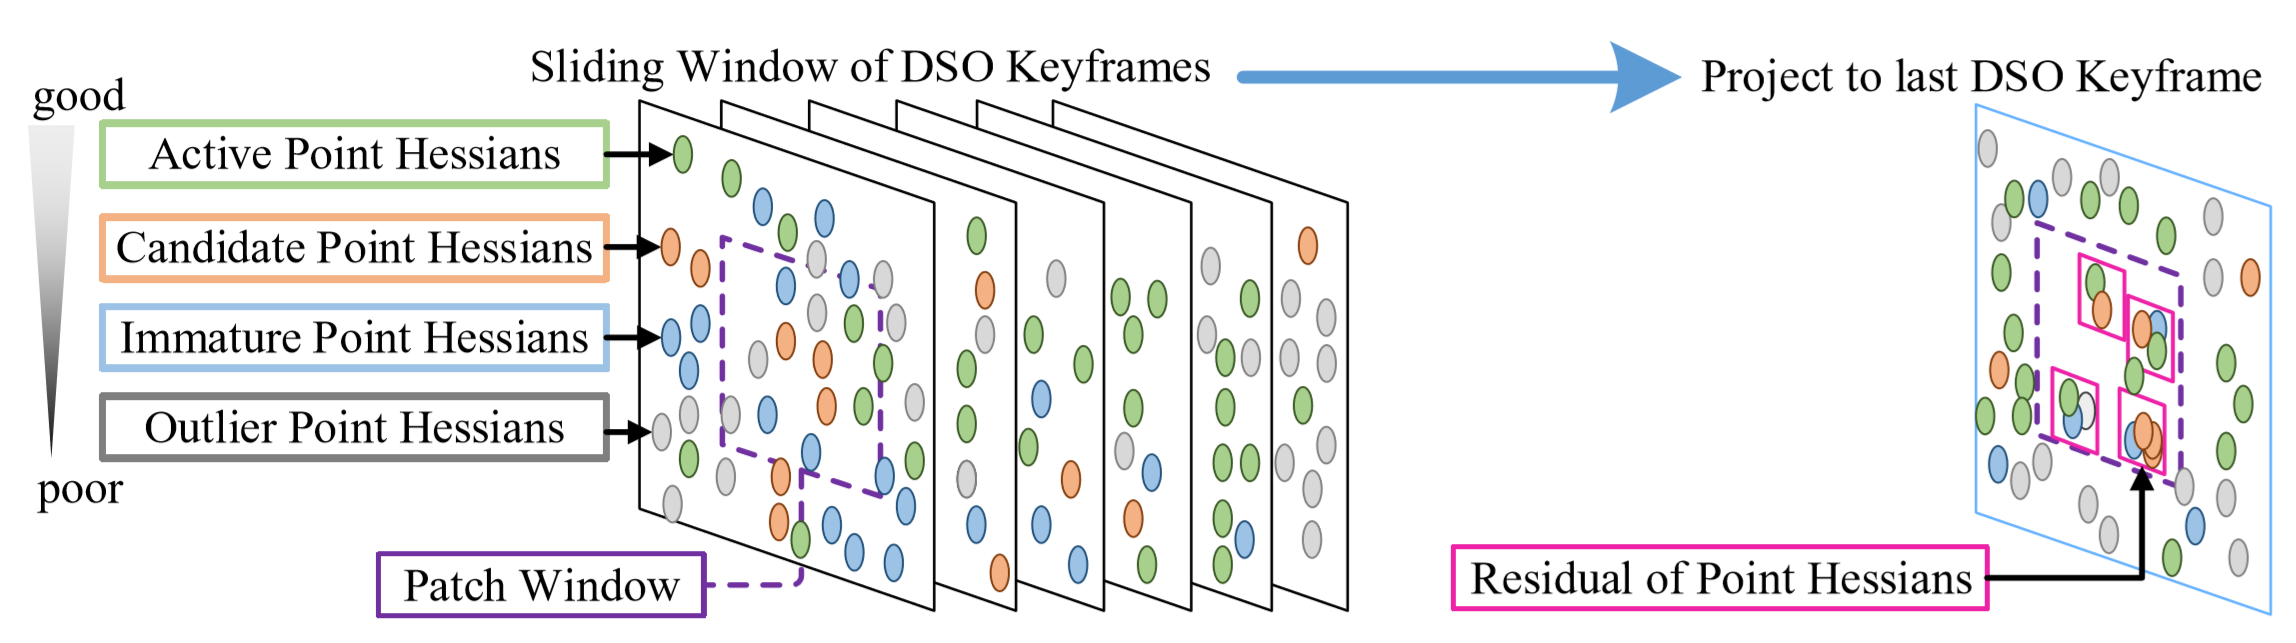 Sliding Window of DSO Keyframes
Project to last DSO Keyframe
good
Active Point Hessians
Candidate Point Hessians
Immature Point Hessians
Outlier Point Hessians
poor
Patch Window
Residual of Point Hessians